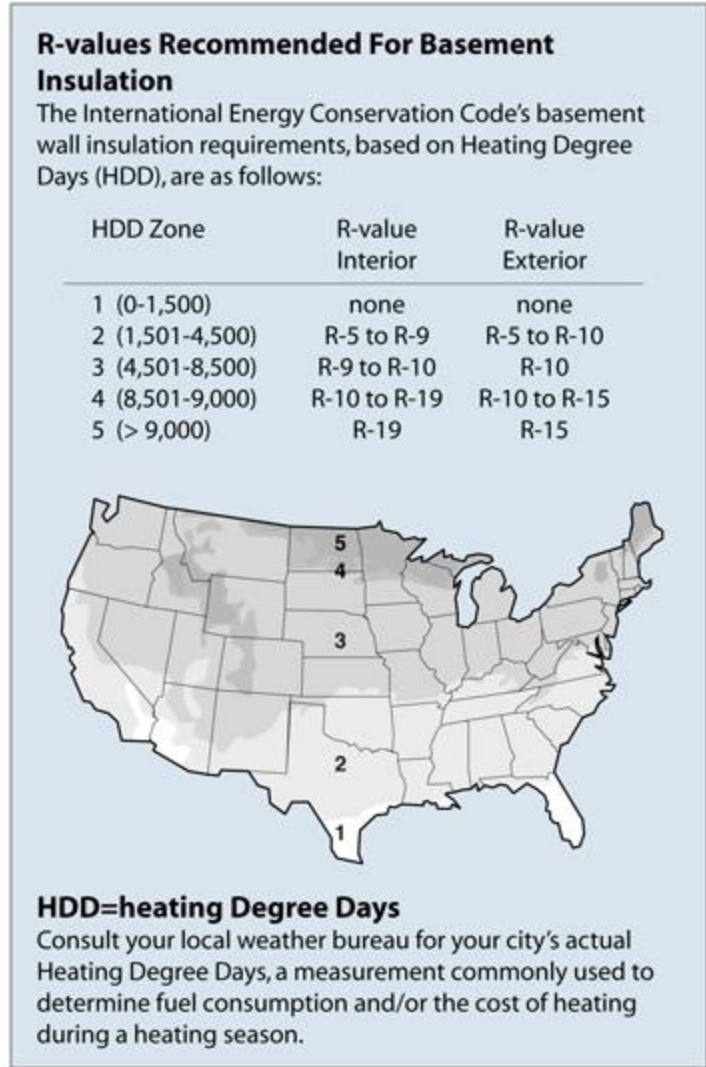 R-values Recommended For Basement
Insulation
The International Energy Conservation Code's basement
wall insulation requirements, based on Heating Degree
Days (HDD), are as follows:
HDD Zone R-value R-value
Interior Exterior
1 (0-1,500) none none
2 (1,501-4,500) R-5 to R-9 R-5 to R-10
3 (4,501-8,500) R-9 to R-10 R-10
4 (8,501-9,000) R-10 to R-19 R-10 to R-15
5 (> 9,000) R-19 R-15
5
4
3
2
1
HDD=heating Degree Days
Consult your local weather bureau for your city's actual
Heating Degree Days, a measurement commonly used to
determine fuel consumption and/or the cost of heating
during a heating season.